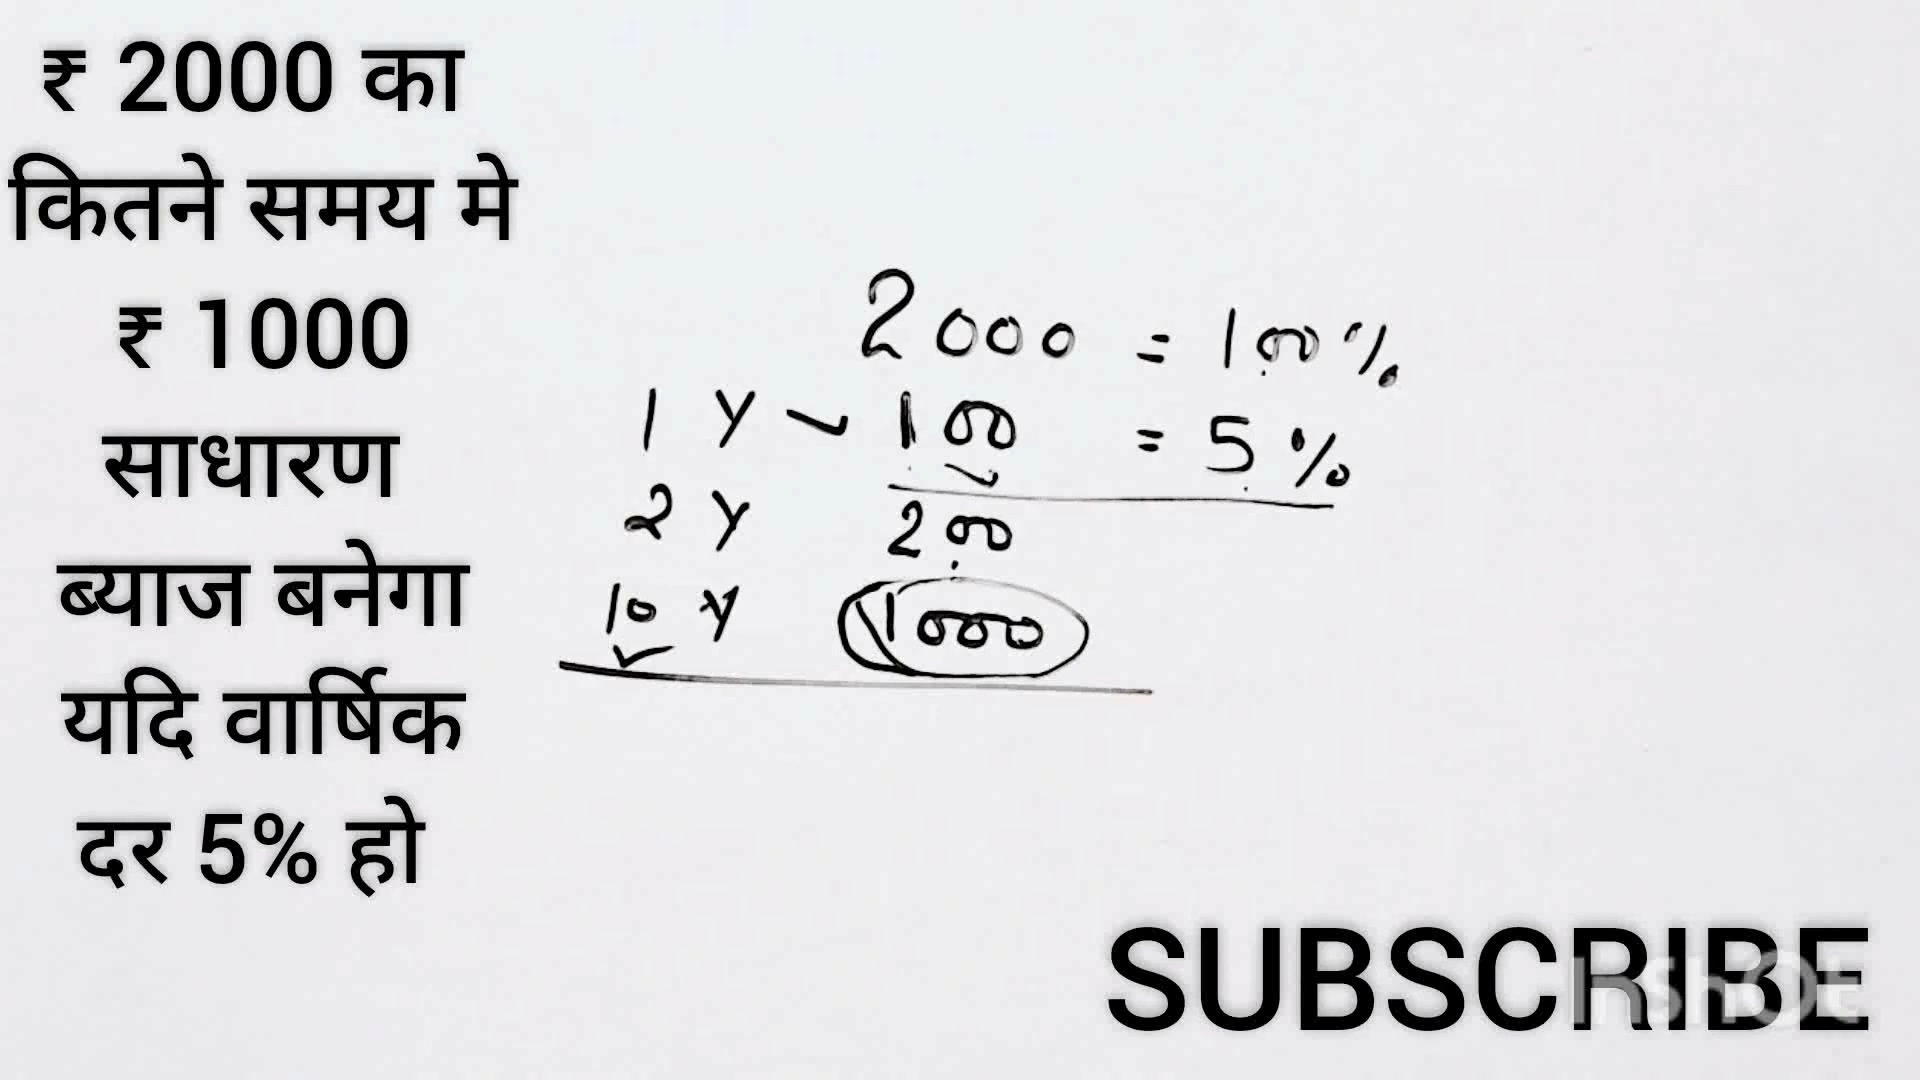 ₹ 2000 का
कितने समय मे
₹ 1000
साधारण
ब्याज बनेगा
यदि वार्षिक
दर 5% हो
2000 = 100%
1 Y - 100 = 5%
2 Y 200
10 Y 1000
SUBSCRIBE
InShOt